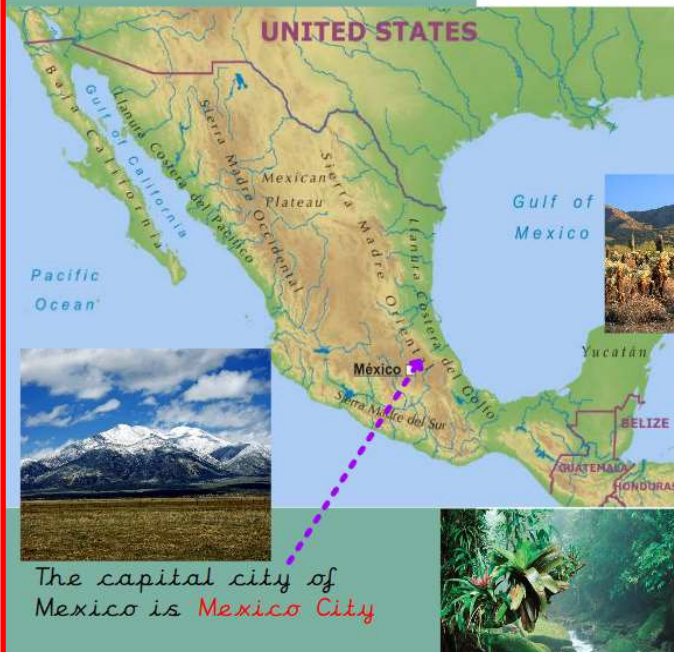 UNITED STATES
Baja California
Gulf of California
Llanura Costera del Pacifico
Sierra Madre Occidental
Mexican
Plateau
Sierra Madre Oriental
Llanura Costera del Golfo
Gulf of
Mexico
Pacific
Ocean
Yucatán
México
Sierra Madre del Sur
BELIZE
GUATEMALA
HONDURAS
The capital city of
Mexico is Mexico City